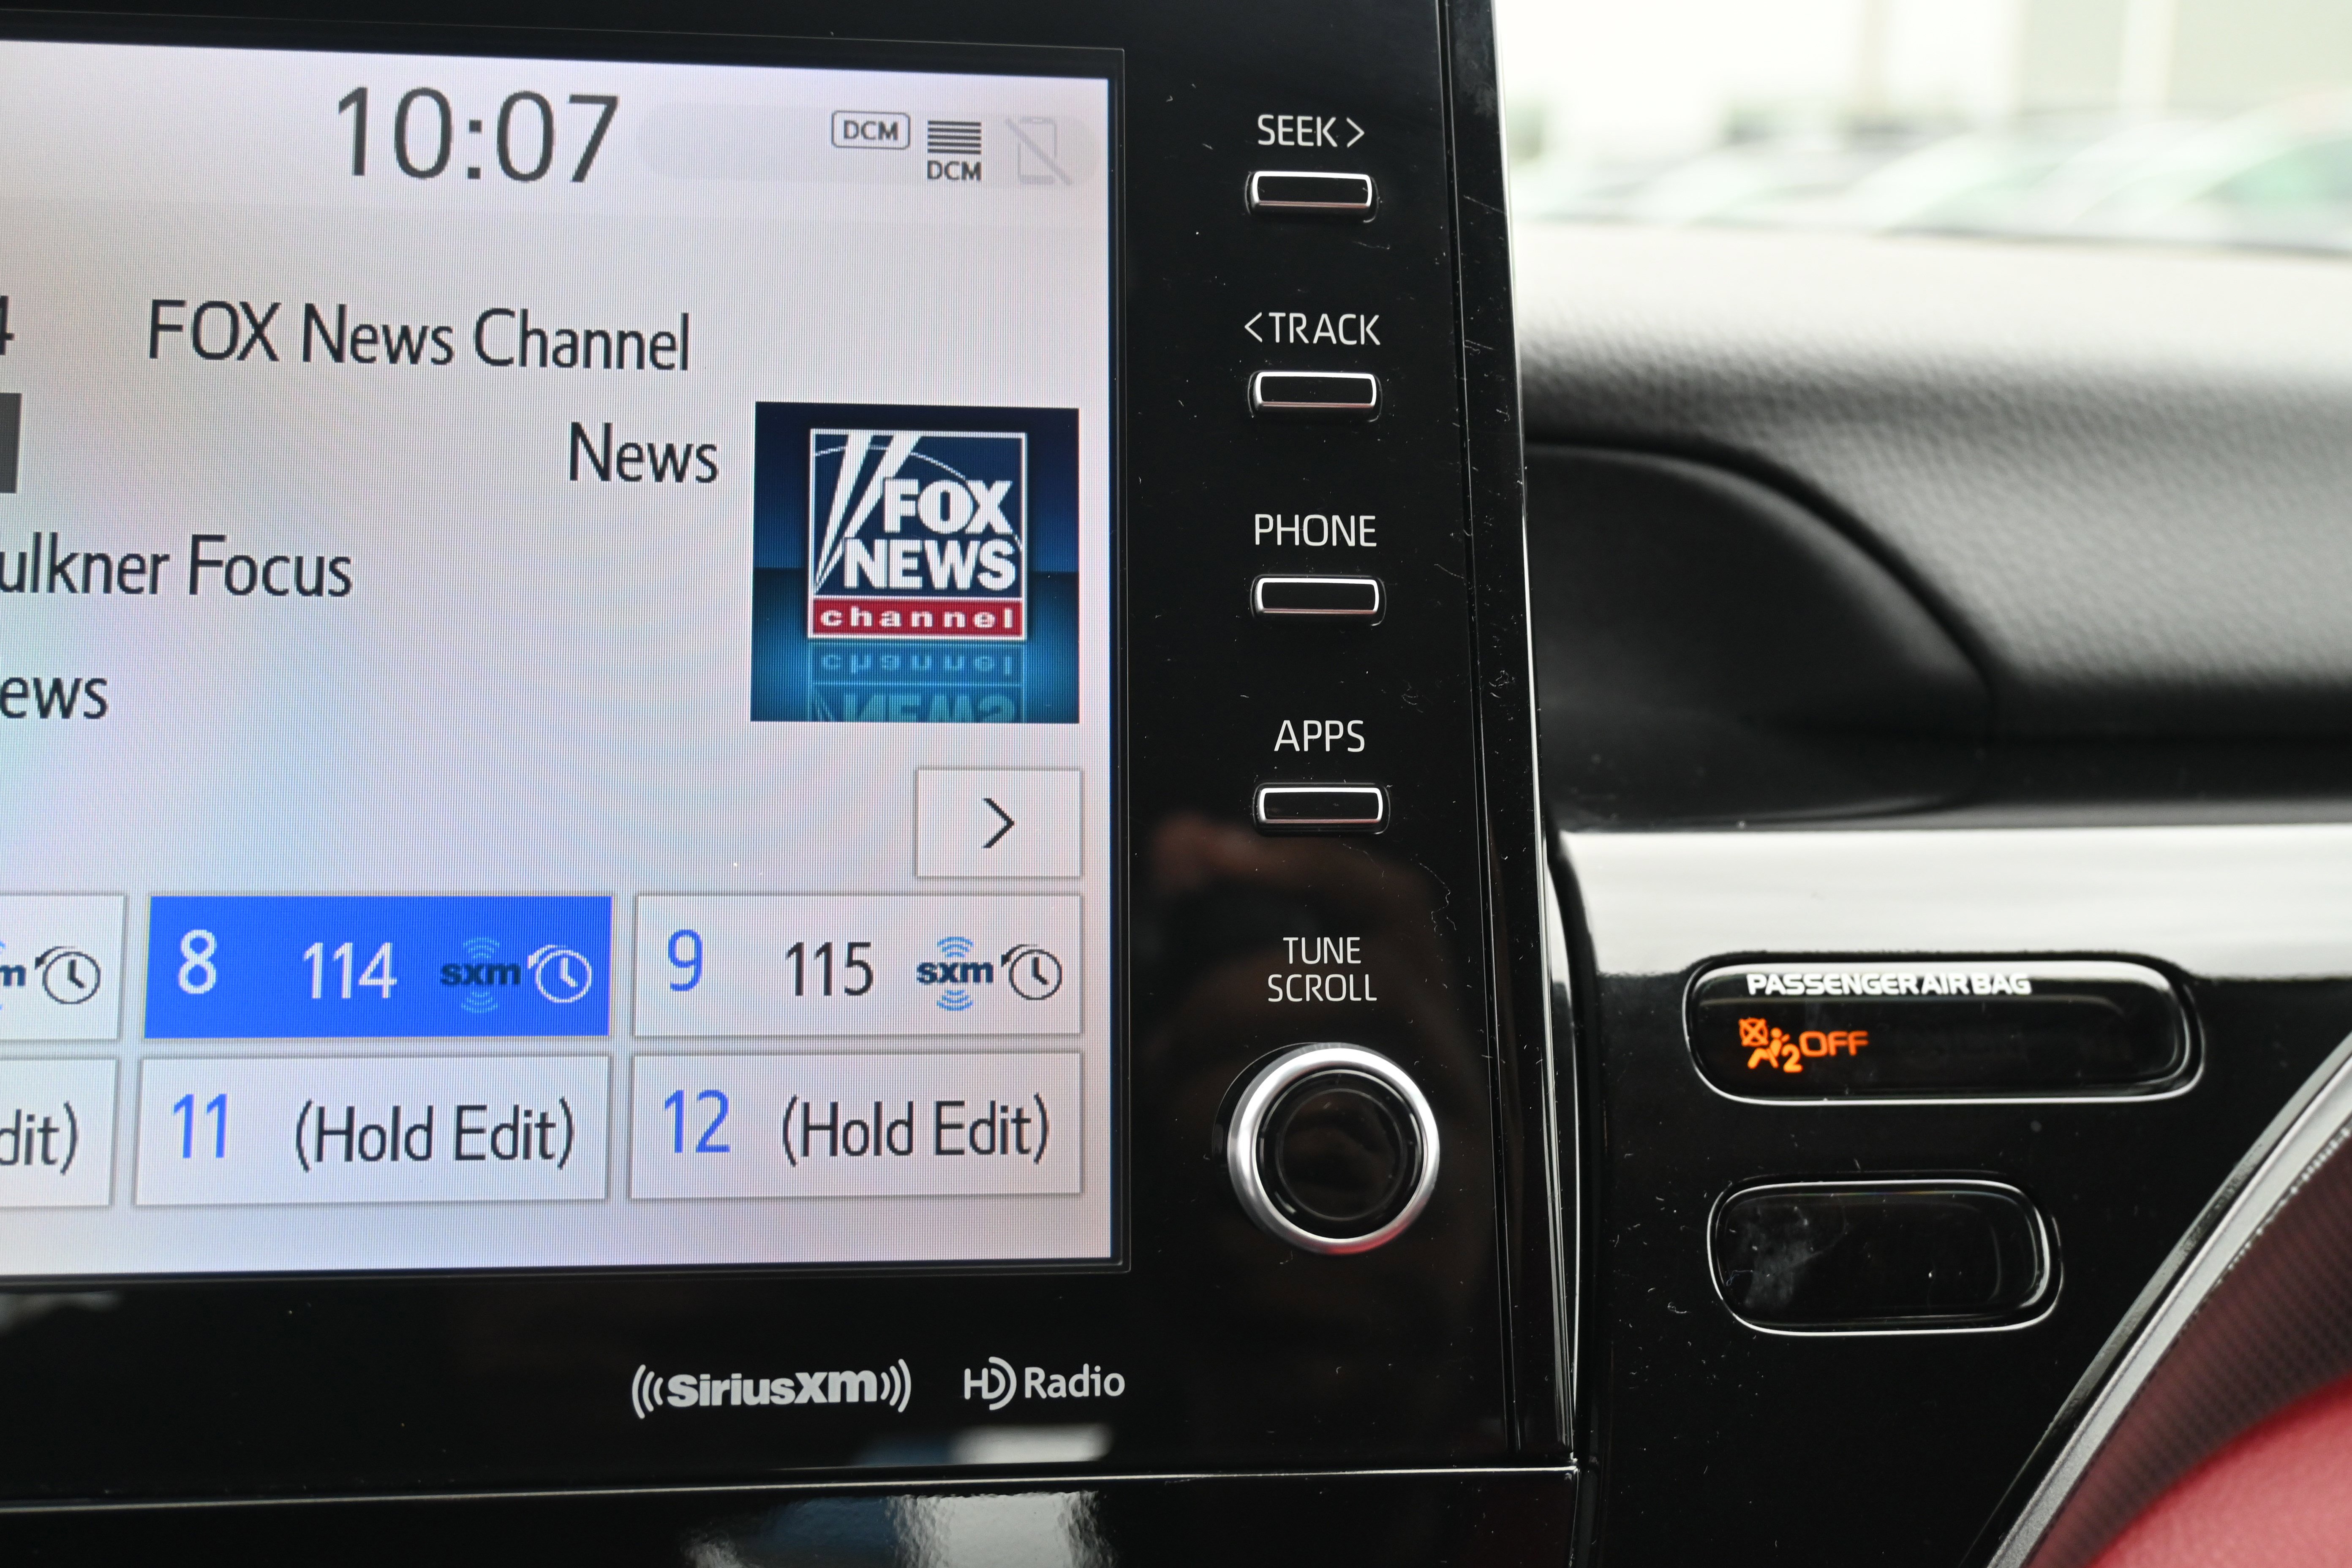 10:07
DCM
DCM
4 FOX News Channel
News
FOX
NEWS
channel
ulkner Focus
ews
m
8 114 sxm
9 115 sxm
dit)
11 (Hold Edit)
12 (Hold Edit)
SEEK >
< TRACK
PHONE
APPS
TUNE
SCROLL
PASSENGER AIR BAG
2 OFF
SiriusXM
HD Radio